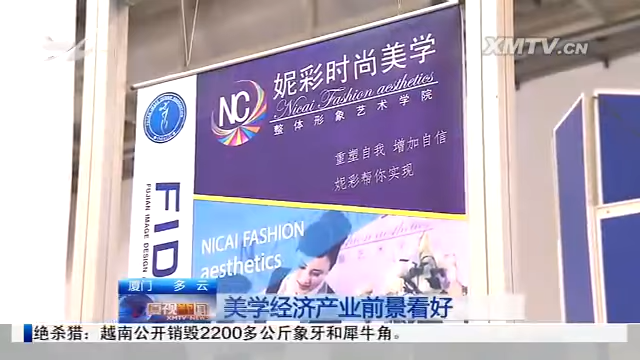 XMTV.CN
妮彩时尚美学
NC
Nicai Fashion aesthetics
整体形象艺术学院
重塑自我 增加自信
妮彩帮你实现
FID
FUJIAN IMAGE DESIGN
NICAI FASHION
aesthetics
厦门 多云
XMTV-NEWS
美学经济产业前景看好
绝杀猎：越南公开销毁2200多公斤象牙和犀牛角。